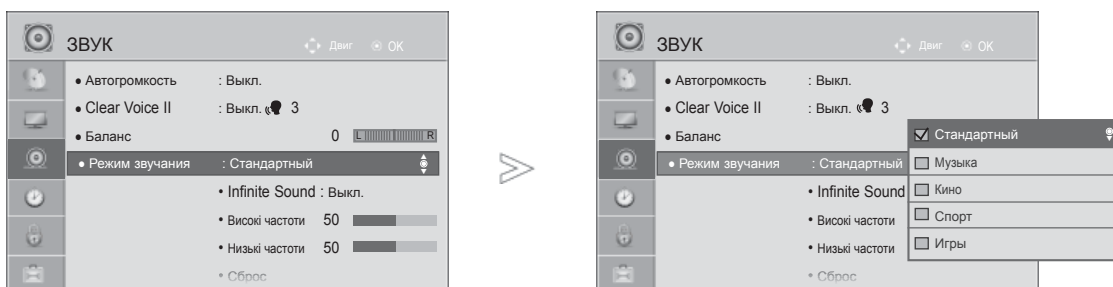 ЗВУК Двиг OK
• Автогромкость : Выкл.
• Clear Voice II : Выкл. 3
• Баланс 0 L R
• Режим звучания : Стандартный
• Infinite Sound : Выкл.
• Високі частоти 50
• Низькі частоти 50
• Сброс
ЗВУК Двиг OK
• Автогромкость : Выкл.
• Clear Voice II : Выкл. 3
• Баланс
• Режим звучания : Стандартный
• Infinite Sound
• Високі частоти
• Низькі частоти
• Сброс
Стандартный
Музыка
Кино
Спорт
Игры